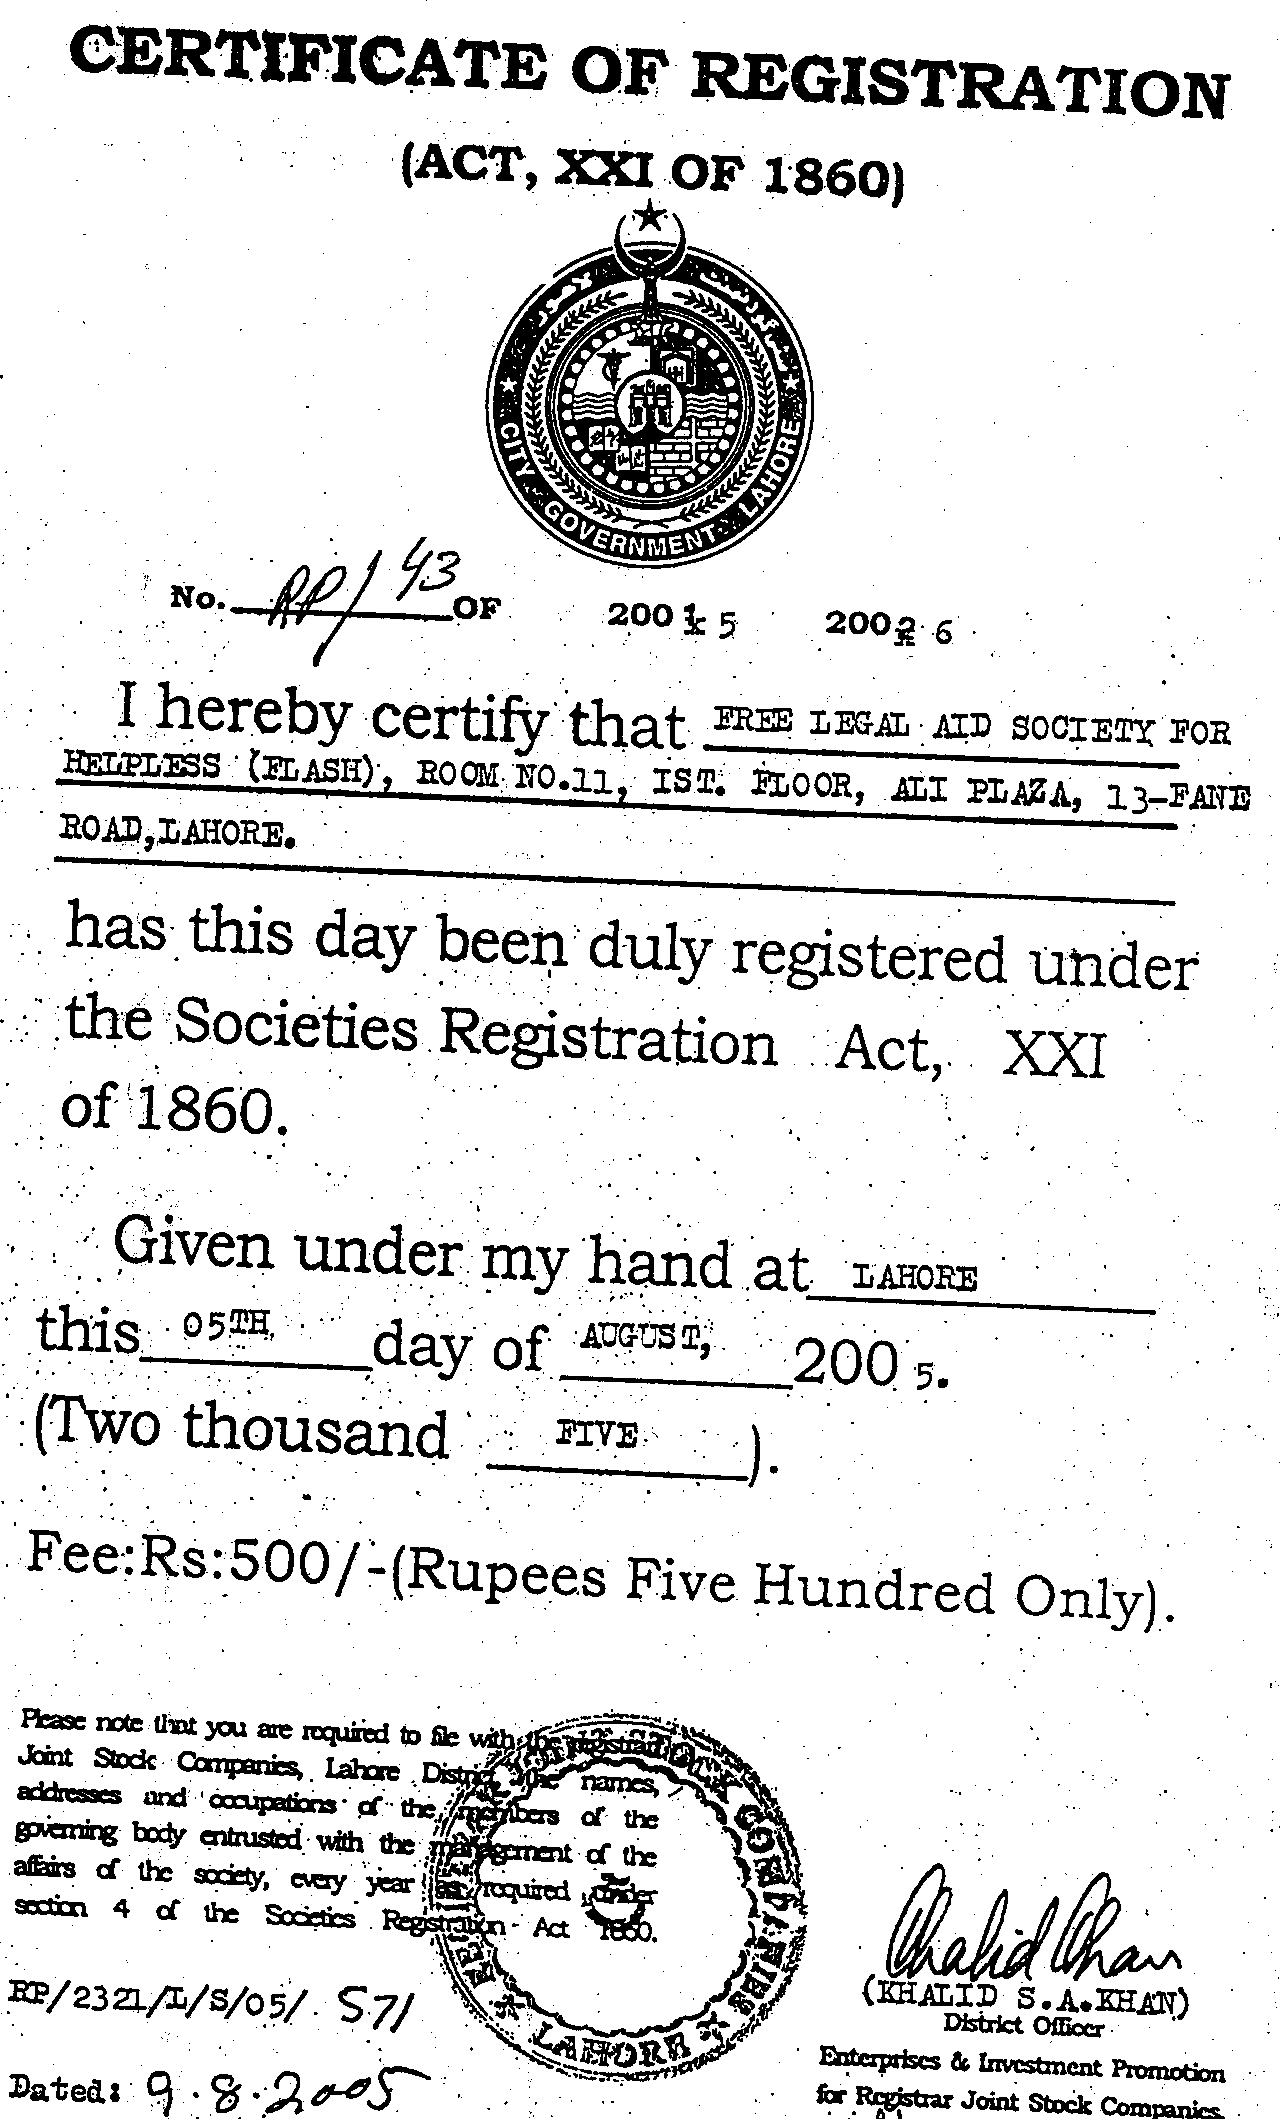 CERTIFICATE OF REGISTRATION
(ACT, XXI OF 1860)
CITY GOVERNMENT LAHORE
No. RP/43 OF 2001 5 2002 6
I hereby certify that FREE LEGAL AID SOCIETY FOR
HELPLESS (FLASH), ROOM NO.11, IST. FLOOR, ALI PLAZA, 13-FANE
ROAD,LAHORE.
has this day been duly registered under
the Societies Registration Act, XXI
of 1860.
Given under my hand at LAHORE
this 05TH day of AUGUST, 2005.
(Two thousand FIVE ).
Fee:Rs:500/-(Rupees Five Hundred Only).
Please note that you are required to file with the registrar
Joint Stock Companies, Lahore District, the names,
addresses and occupations of the members of the
governing body entrusted with the management of the
affairs of the society, every year as required under
section 4 of the Societies Registration Act 1860.
RP/2321/L/S/05/ 571
Dated: 9.8.2005
COMPANIES
LAHORE
Khalid Khan
(KHALID S.A.KHAN)
District Officer
Enterprises & Investment Promotion
for Registrar Joint Stock Companies,